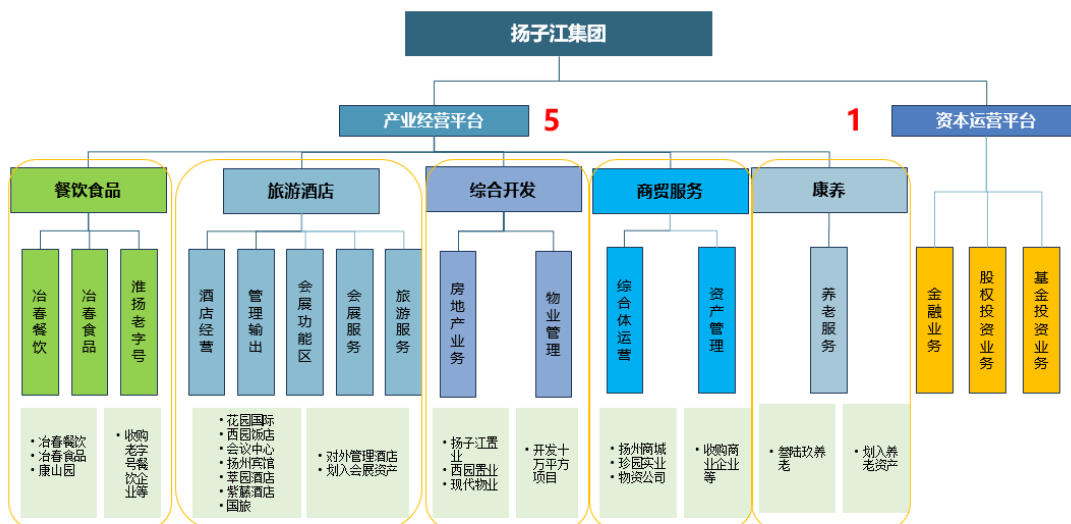 扬子江集团
产业经营平台
5
1
资本运营平台
餐饮食品
旅游酒店
综合开发
商贸服务
康养
冶春餐饮
冶春食品
淮扬老字号
酒店经营
管理输出
会展功能区
会展服务
旅游服务
房地产业务
物业管理
综合体运营
资产管理
养老服务
金融业务
股权投资业务
基金投资业务
• 冶春餐饮
• 冶春食品
• 康山园
• 收购
老字
号餐
饮企
业等
• 花园国际
• 西园饭店
• 会议中心
• 扬州宾馆
• 萃园酒店
• 紫藤酒店
• 国旅
• 对外管理酒店
• 划入会展资产
• 扬子江置
业
• 西园置业
• 现代物业
• 开发十
万平方
项目
• 扬州商城
• 珍园实业
• 物资公司
• 收购商
业企业
等
• 叁陆玖养
老
• 划入养
老资产